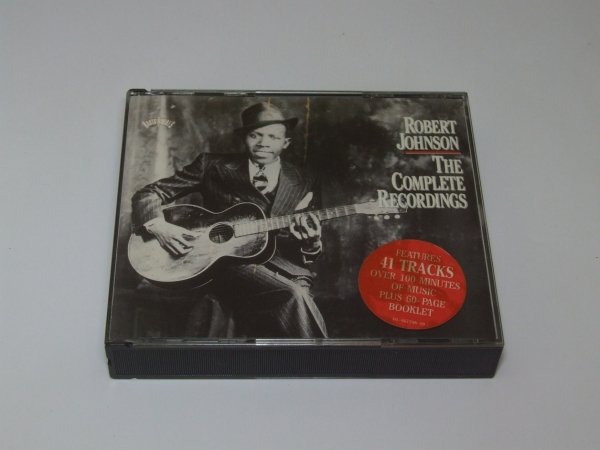 ROBERT
JOHNSON
THE
COMPLETE
RECORDINGS
FEATURES
41 TRACKS
OVER 100 MINUTES
OF MUSIC
PLUS 60-PAGE
BOOKLET